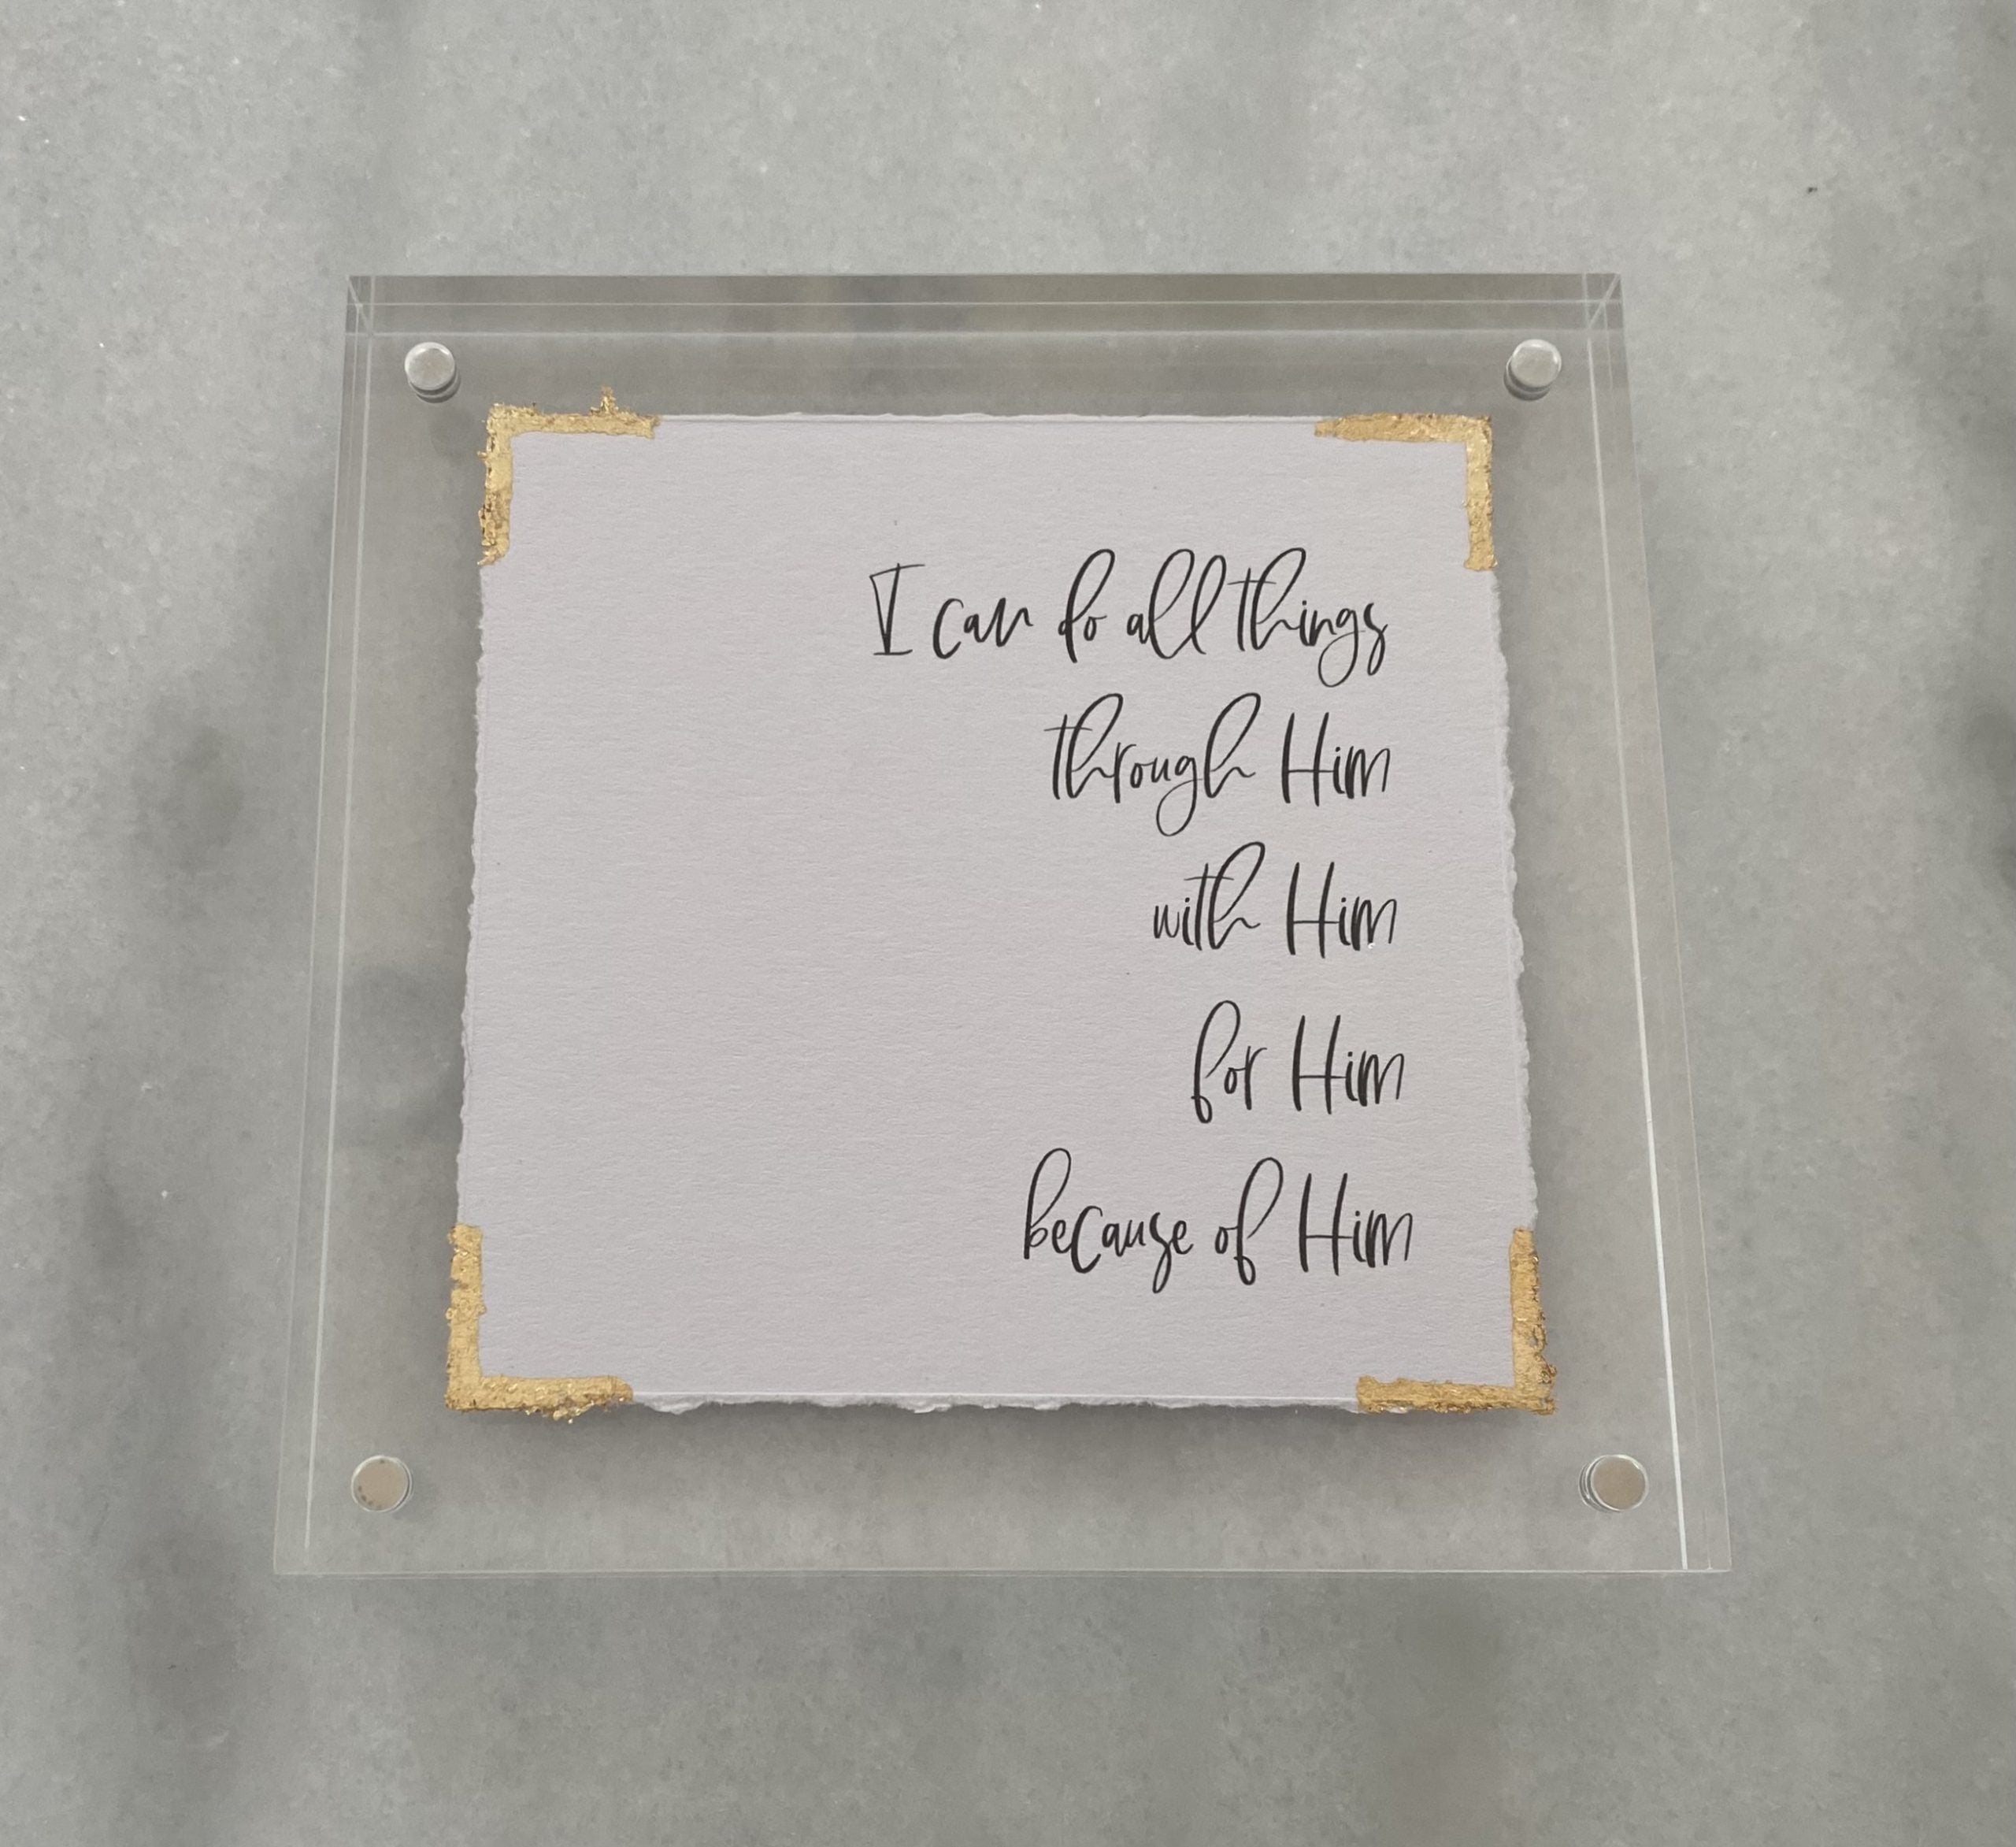 I can do all things
through Him
with Him
for Him
because of Him